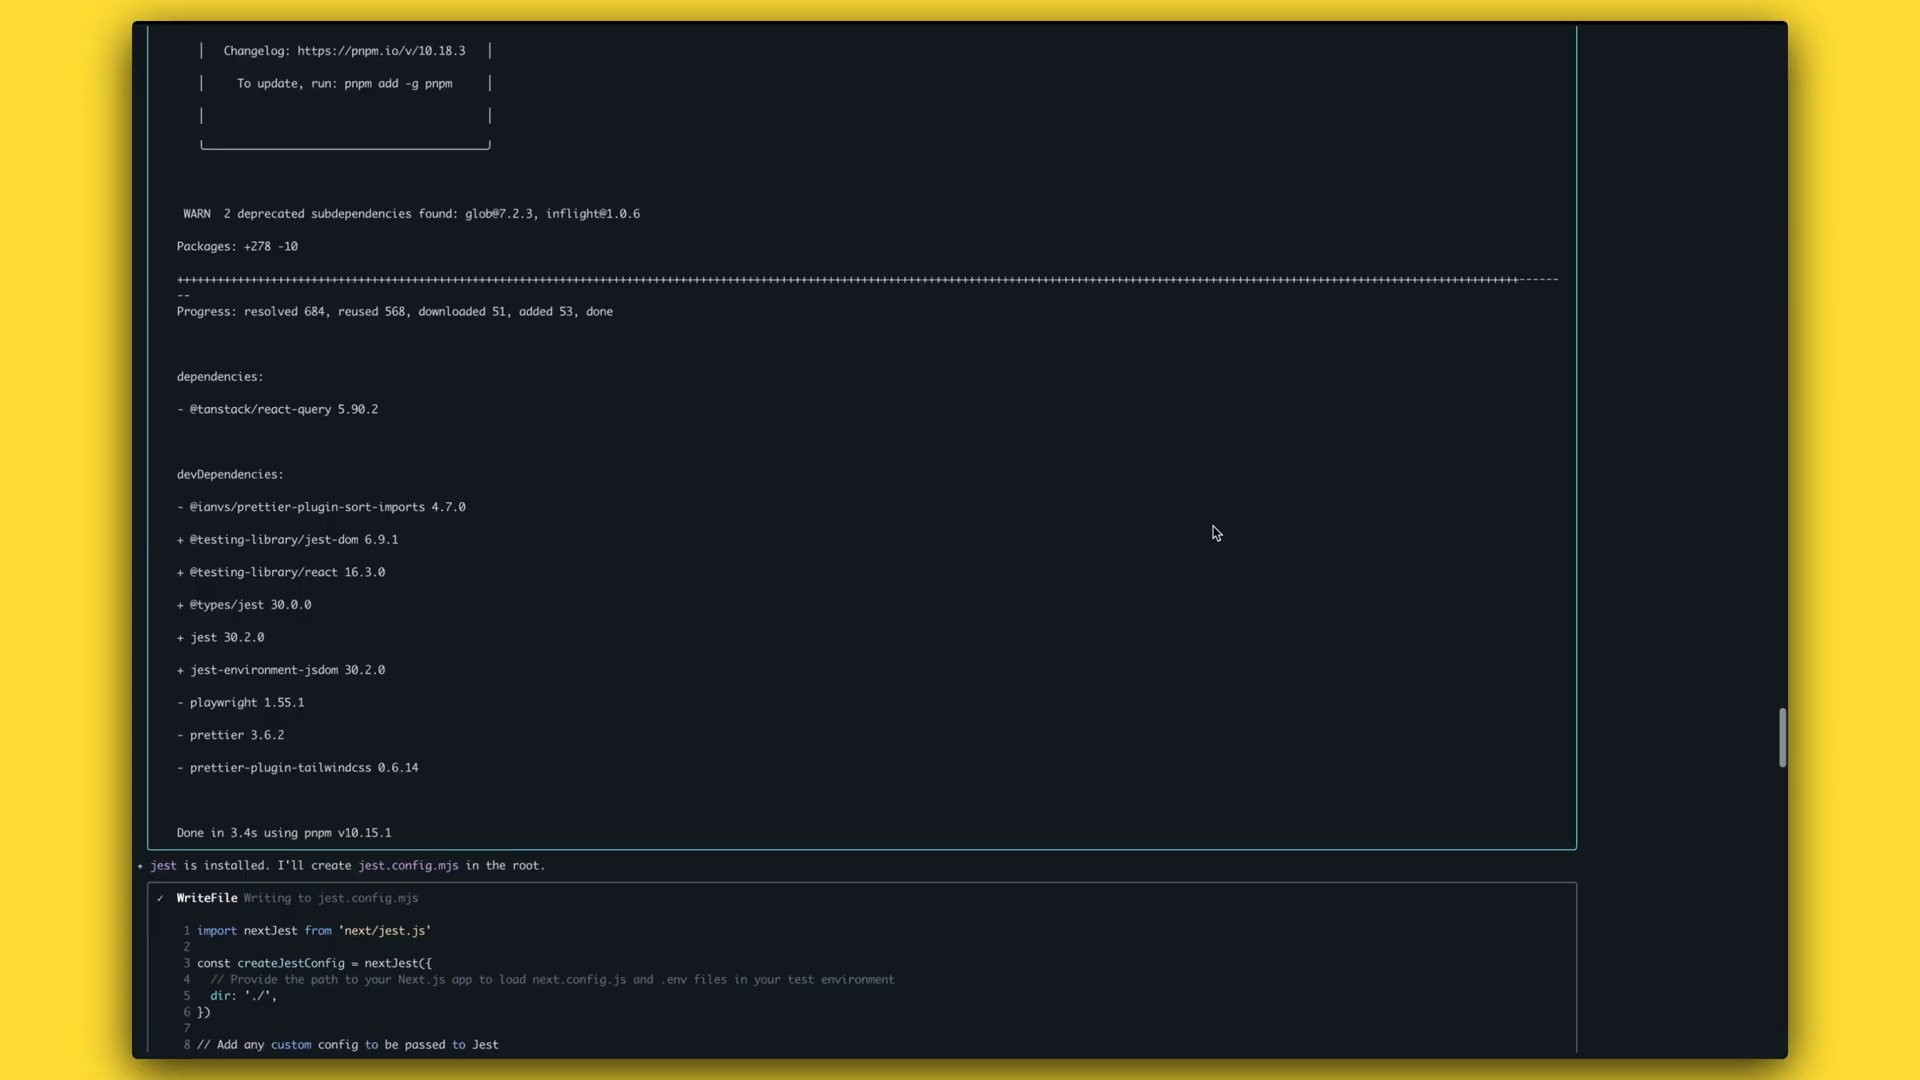 Changelog: https://pnpm.io/v/10.18.3
To update, run: pnpm add -g pnpm
WARN  2 deprecated subdependencies found: glob@7.2.3, inflight@1.0.6
Packages: +278 -10
++++++++++++++++++++++++++++++++++++++++++++++++++++++++++++++++++++++++++++++++++++++++++++++++++++++++++++++++++++++++++++++++++++++++++++++++++++++++++++++++++++++++++++++++++++++++++++++++++++++++------
--
Progress: resolved 684, reused 568, downloaded 51, added 53, done
dependencies:
- @tanstack/react-query 5.90.2
devDependencies:
- @ianvs/prettier-plugin-sort-imports 4.7.0
+ @testing-library/jest-dom 6.9.1
+ @testing-library/react 16.3.0
+ @types/jest 30.0.0
+ jest 30.2.0
+ jest-environment-jsdom 30.2.0
- playwright 1.55.1
- prettier 3.6.2
- prettier-plugin-tailwindcss 0.6.14
Done in 3.4s using pnpm v10.15.1
✦ jest is installed. I'll create jest.config.mjs in the root.
✓ WriteFile Writing to jest.config.mjs
1 import nextJest from 'next/jest.js'
2
3 const createJestConfig = nextJest({
4   // Provide the path to your Next.js app to load next.config.js and .env files in your test environment
5   dir: './',
6 })
7
8 // Add any custom config to be passed to Jest